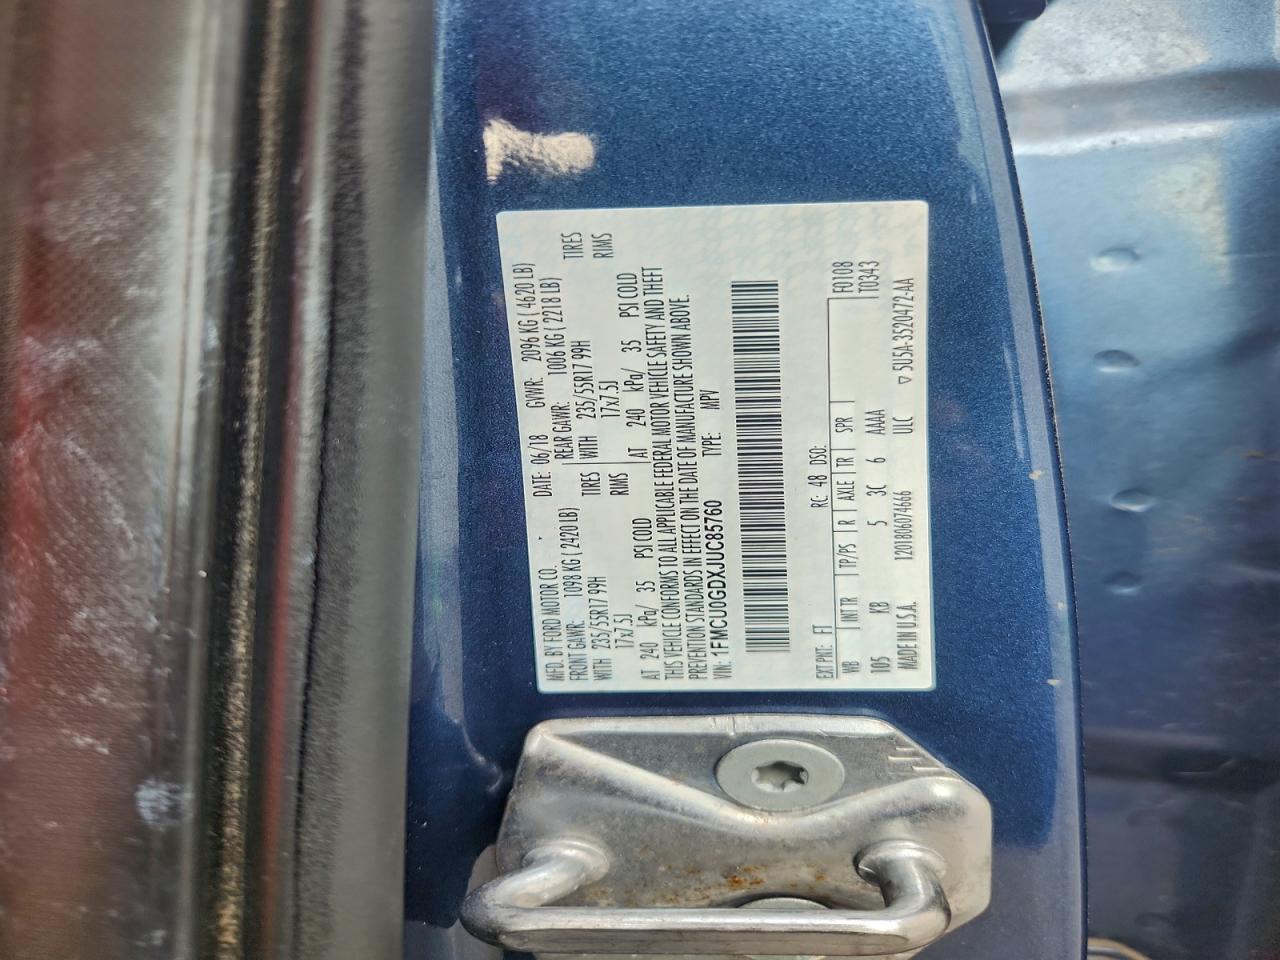 MFD. BY FORD MOTOR CO.
DATE: 06/18 GVWR: 2096 KG ( 4620 LB)
FRONT GAWR: 1098 KG ( 2420 LB) REAR GAWR: 1006 KG ( 2218 LB)
WITH 235/55R17 99H TIRES WITH 235/55R17 99H TIRES
17x7.5J RIMS 17x7.5J RIMS
AT 240 kPa/ 35 PSI COLD AT 240 kPa/ 35 PSI COLD
THIS VEHICLE CONFORMS TO ALL APPLICABLE FEDERAL MOTOR VEHICLE SAFETY AND THEFT
PREVENTION STANDARDS IN EFFECT ON THE DATE OF MANUFACTURE SHOWN ABOVE.
VIN: 1FMCU0GDXJUC85760 TYPE: MPV
EXT PNT: FT RC: 48 DSO: F0108
WB INT TR TP/PS R AXLE TR SPR T0343
105 KB 5 3C 6 AAAA
MADE IN U.S.A. 1201806074666 ULC ▽ 5U5A-3520472-AA